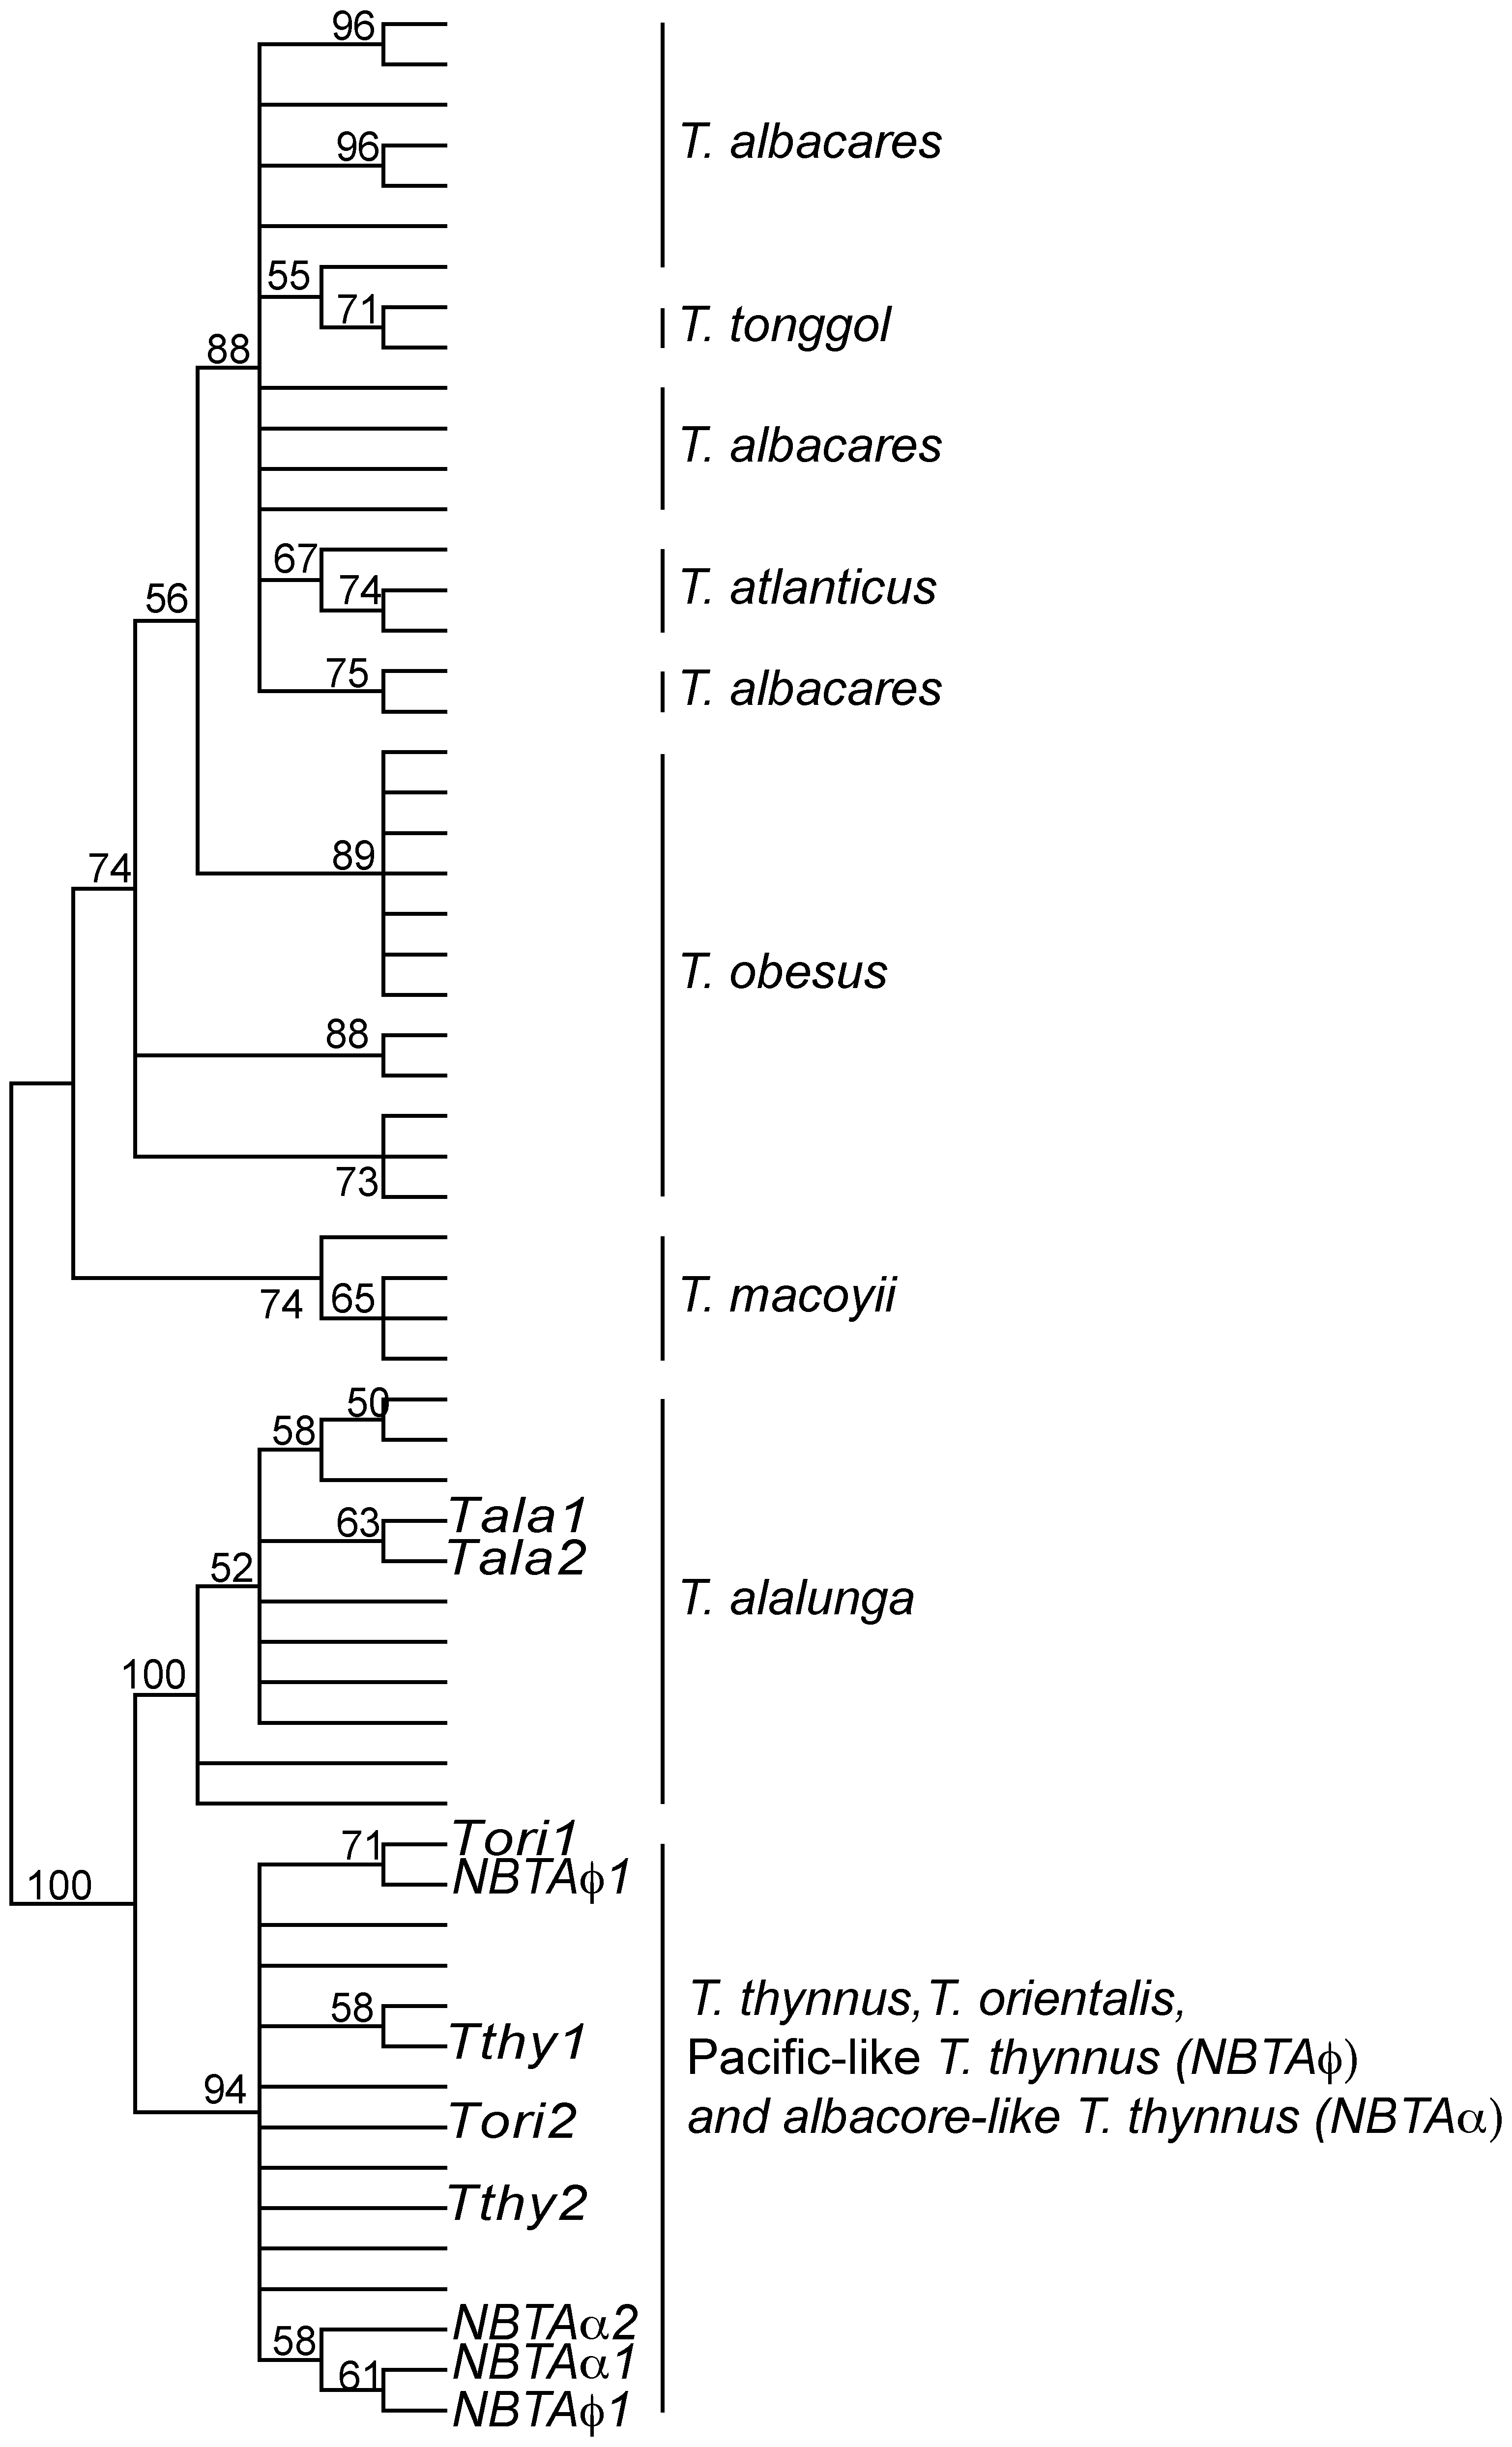 96
96
T. albacares
55
71
T. tonggol
88
T. albacares
67
74
T. atlanticus
56
75
T. albacares
89
74
T. obesus
88
73
74
65
T. macoyii
50
58
63
Tala1
Tala2
52
T. alalunga
100
71
Tori1
NBTAϕ1
100
58
Tthy1
T. thynnus, T. orientalis,
Pacific-like T. thynnus (NBTAϕ)
and albacore-like T. thynnus (NBTAα)
94
Tori2
Tthy2
58
NBTAα2
61
NBTAα1
NBTAϕ1